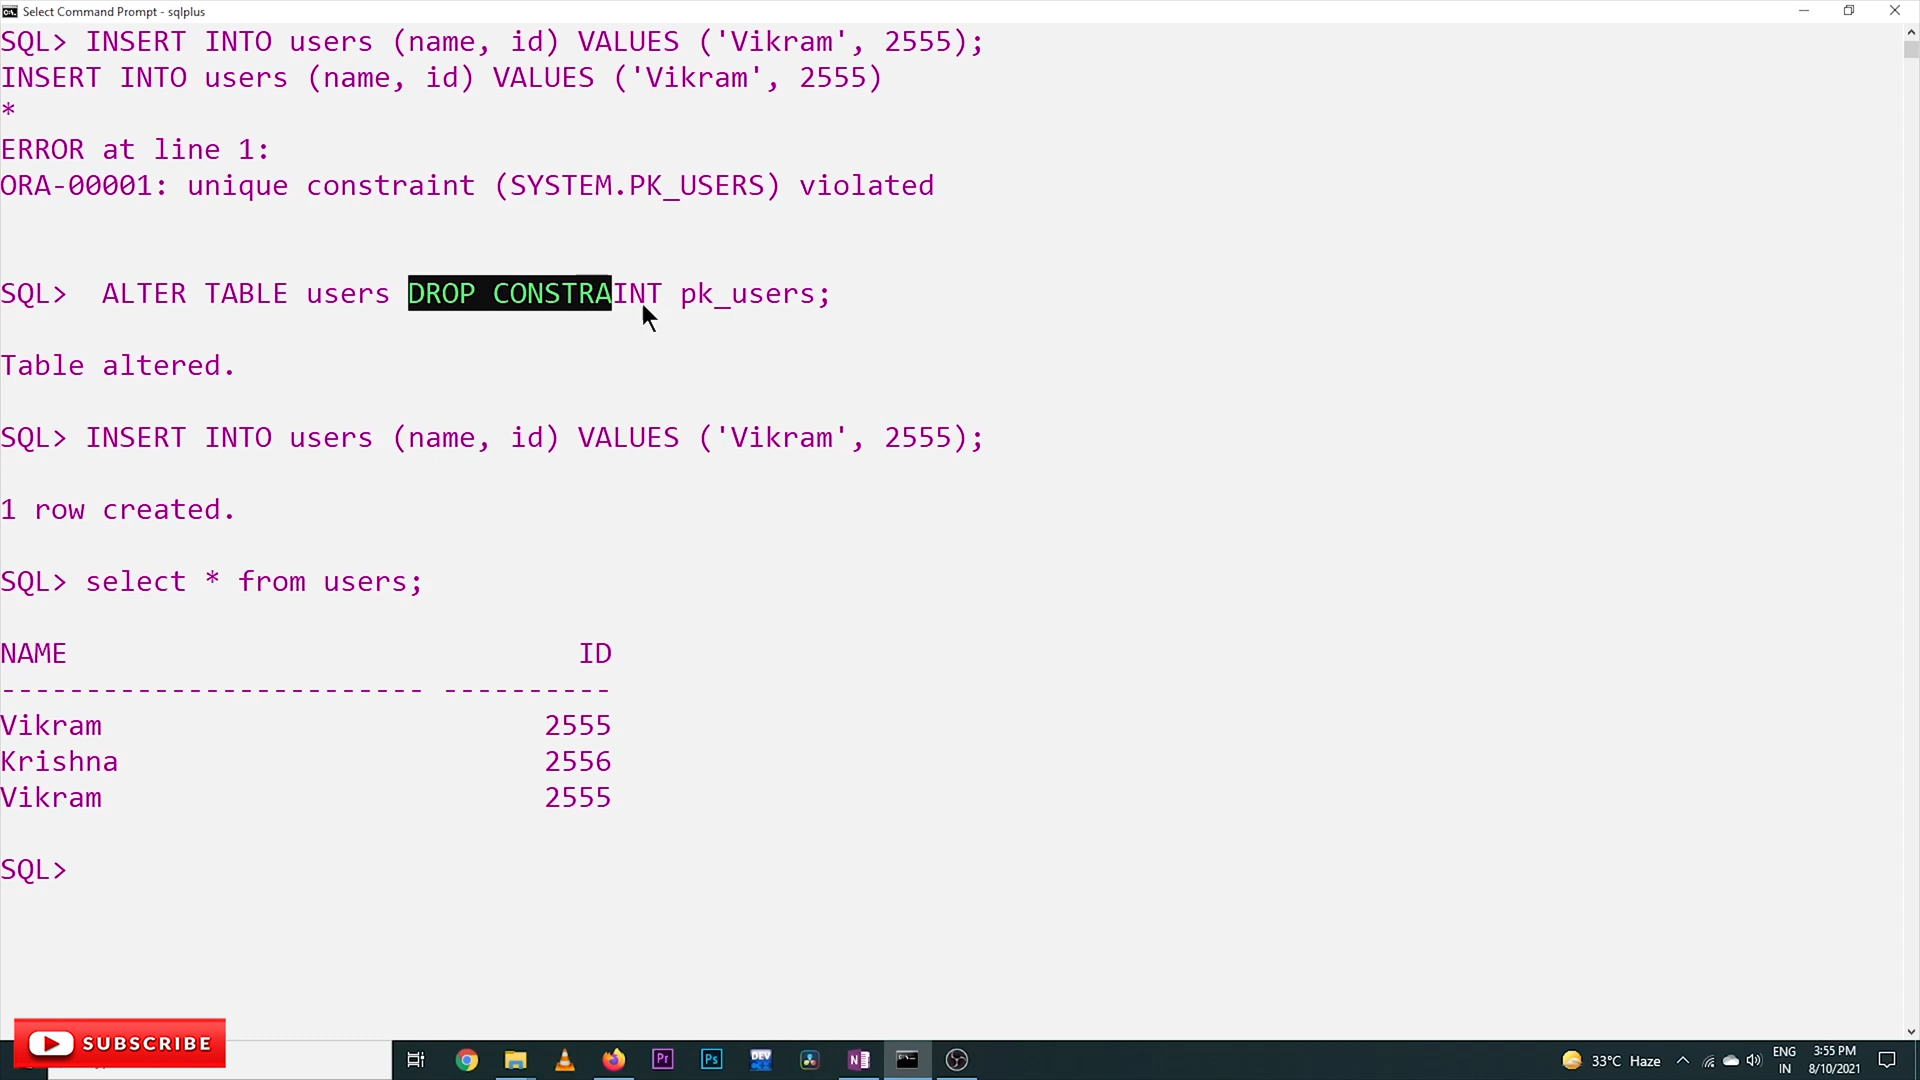 Select Command Prompt - sqlplus
SQL> INSERT INTO users (name, id) VALUES ('Vikram', 2555);
INSERT INTO users (name, id) VALUES ('Vikram', 2555)
*
ERROR at line 1:
ORA-00001: unique constraint (SYSTEM.PK_USERS) violated
SQL>  ALTER TABLE users DROP CONSTRAINT pk_users;
Table altered.
SQL> INSERT INTO users (name, id) VALUES ('Vikram', 2555);
1 row created.
SQL> select * from users;
NAME                              ID
------------------------- ----------
Vikram                          2555
Krishna                         2556
Vikram                          2555
SQL>
SUBSCRIBE
Pr
Ps
DEV
N
33°C Haze
ENG
IN
3:55 PM
8/10/2021